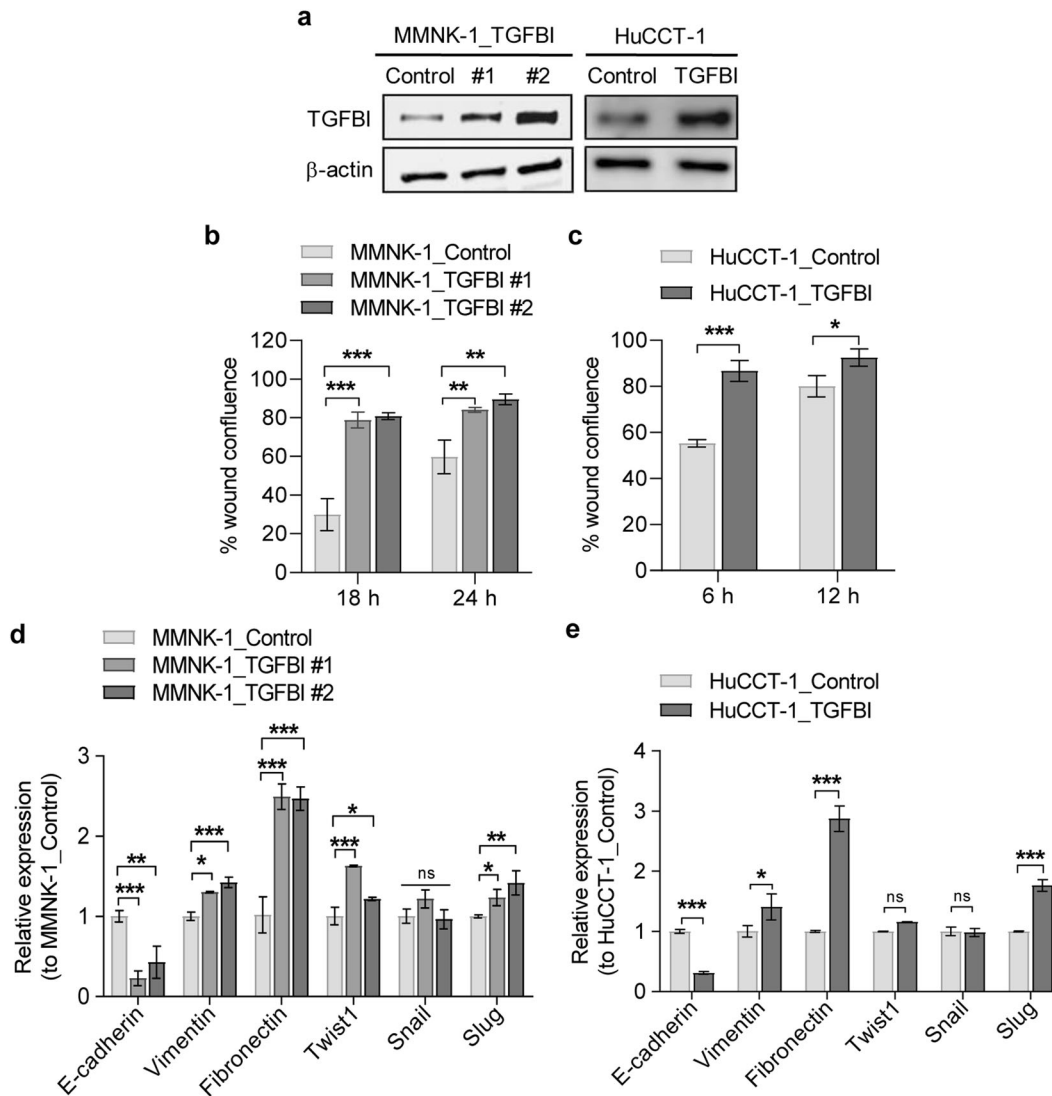 a
MMNK-1_TGFBI HuCCT-1
Control #1 #2 Control TGFBI
TGFBI
β-actin
b
MMNK-1_Control
MMNK-1_TGFBI #1
MMNK-1_TGFBI #2
% wound confluence
120
100
80
60
40
20
0
*** **
*** **
18 h 24 h
c
HuCCT-1_Control
HuCCT-1_TGFBI
% wound confluence
100
80
60
40
20
0
*** *
6 h 12 h
d
MMNK-1_Control
MMNK-1_TGFBI #1
MMNK-1_TGFBI #2
Relative expression
(to MMNK-1_Control)
3
2
1
0
** *** *** * ns **
*** * *** *** *
E-cadherin Vimentin Fibronectin Twist1 Snail Slug
e
HuCCT-1_Control
HuCCT-1_TGFBI
Relative expression
(to HuCCT-1_Control)
4
3
2
1
0
*** * *** ns ns ***
E-cadherin Vimentin Fibronectin Twist1 Snail Slug